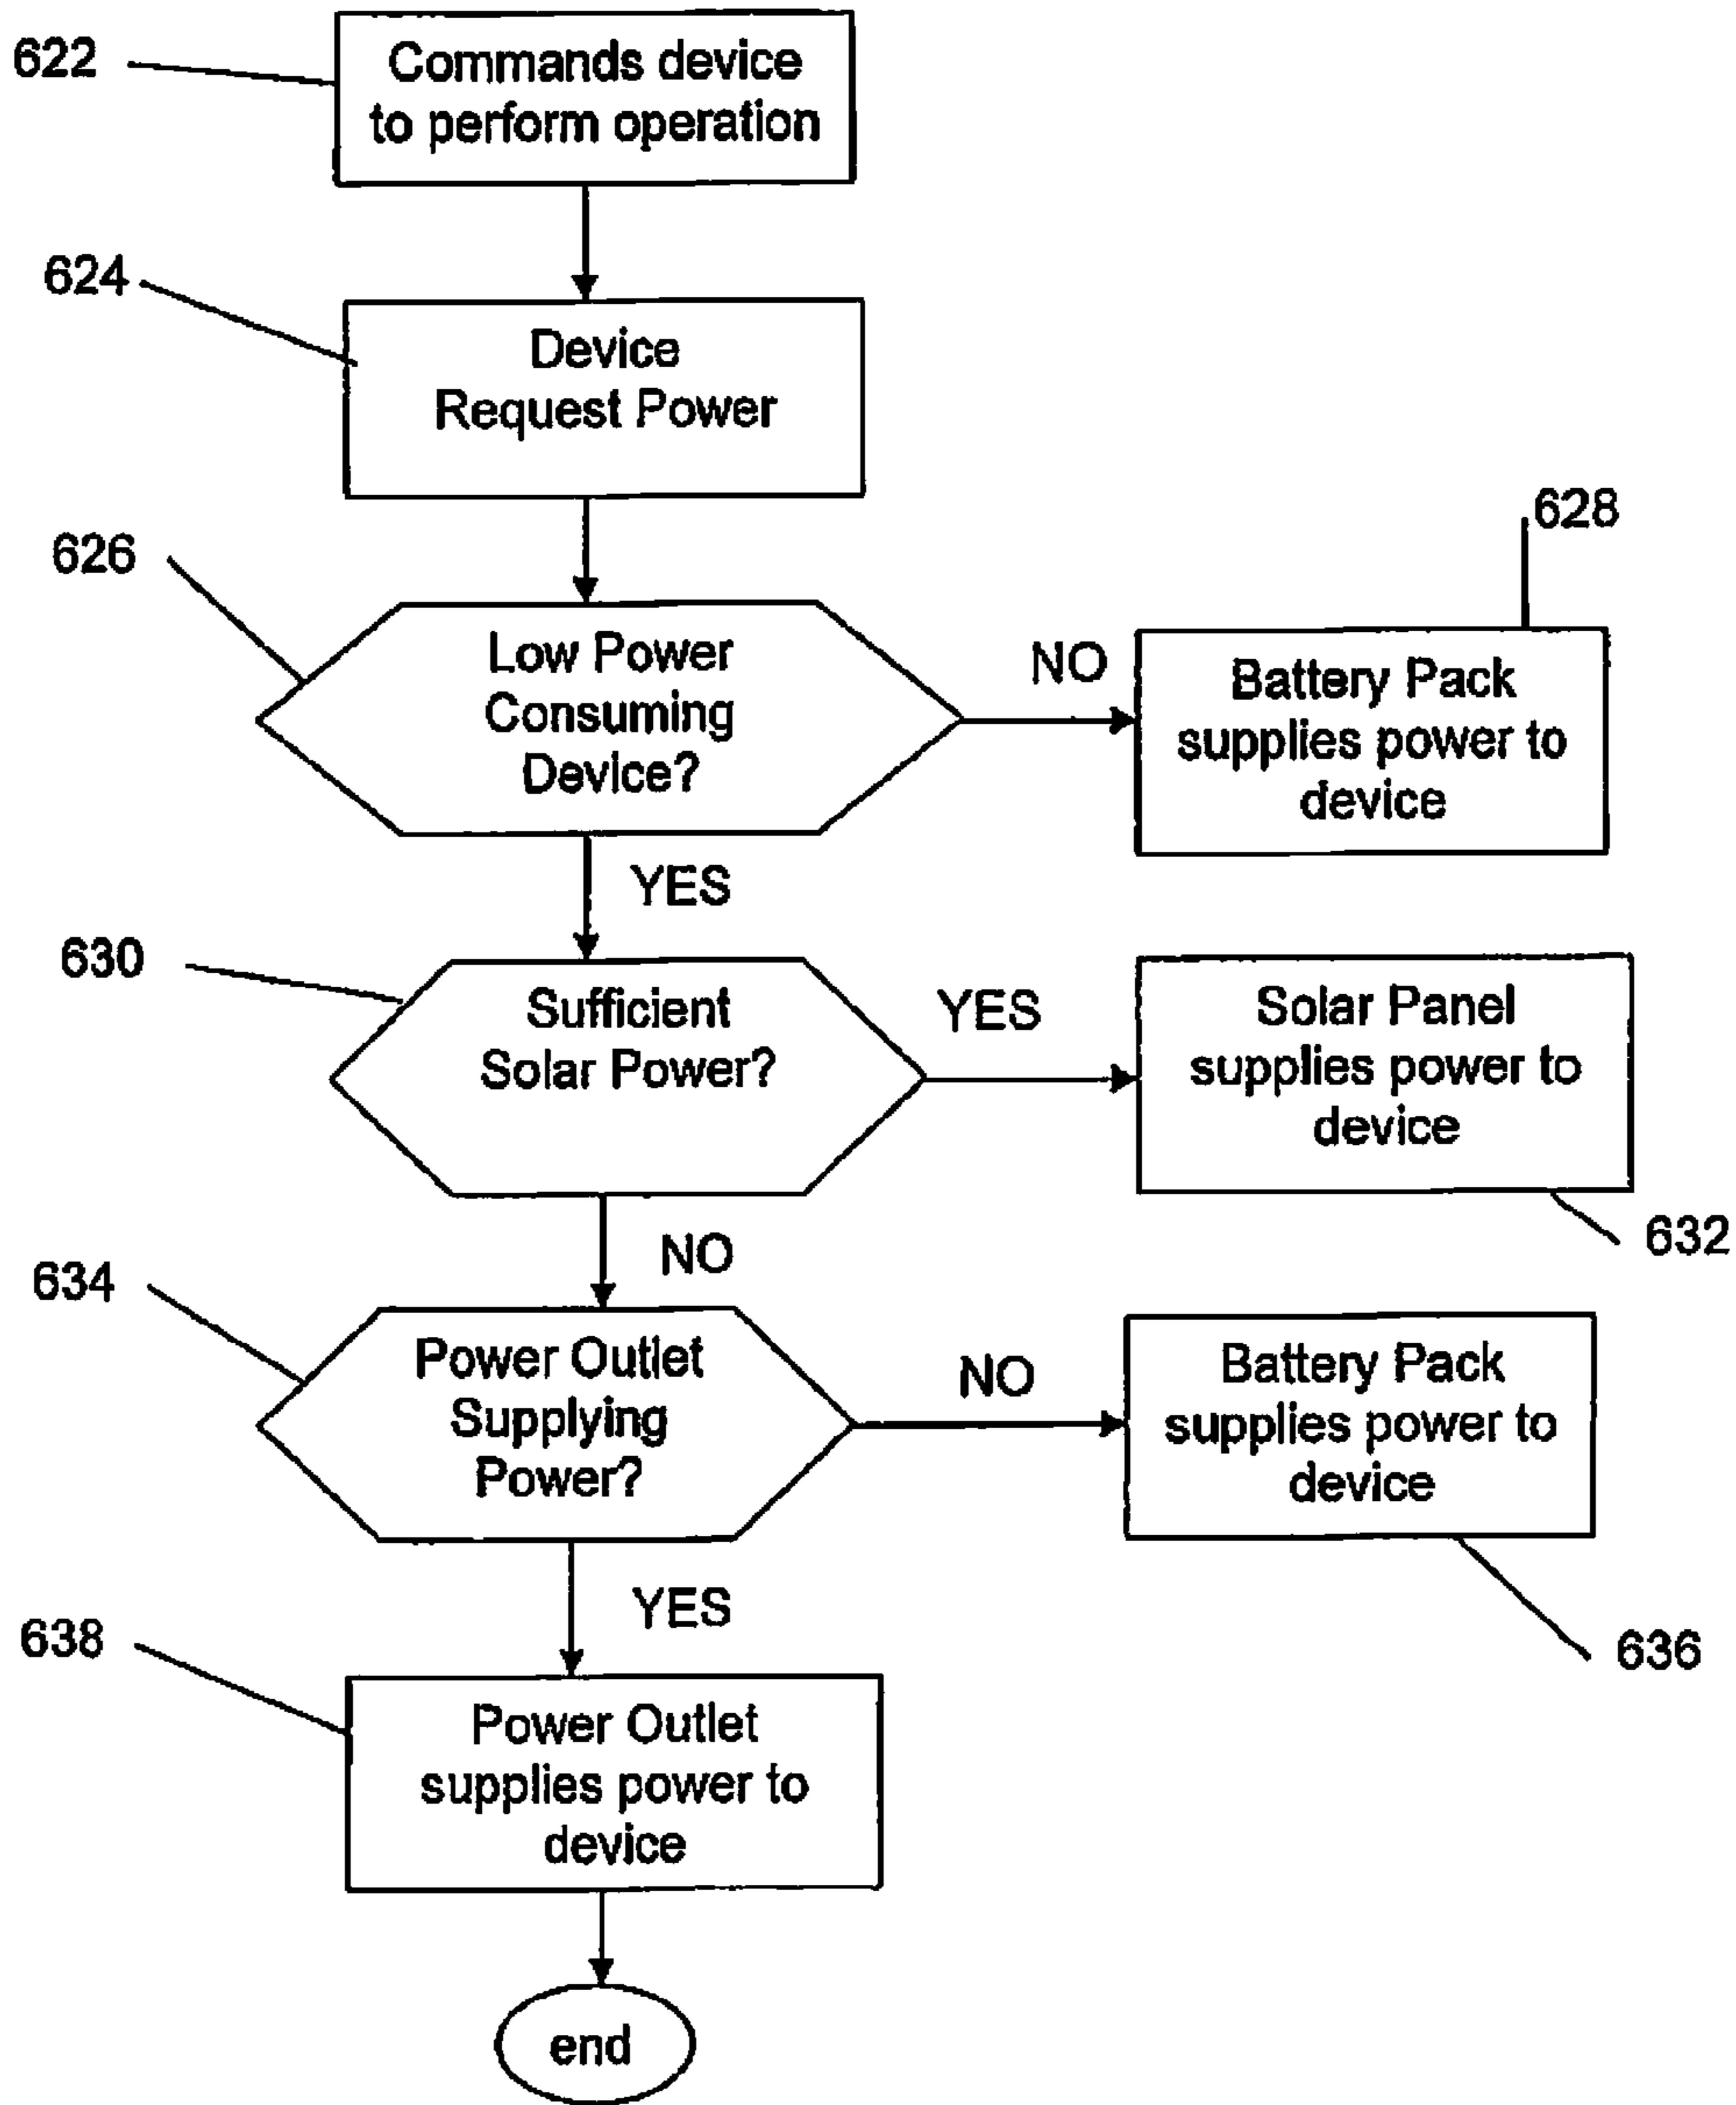 622
Commands device
to perform operation
624
Device
Request Power
626
Low Power
Consuming
Device?
NO
628
Battery Pack
supplies power to
device
YES
630
Sufficient
Solar Power?
YES
Solar Panel
supplies power to
device
632
NO
634
Power Outlet
Supplying
Power?
NO
Battery Pack
supplies power to
device
636
YES
638
Power Outlet
supplies power to
device
end